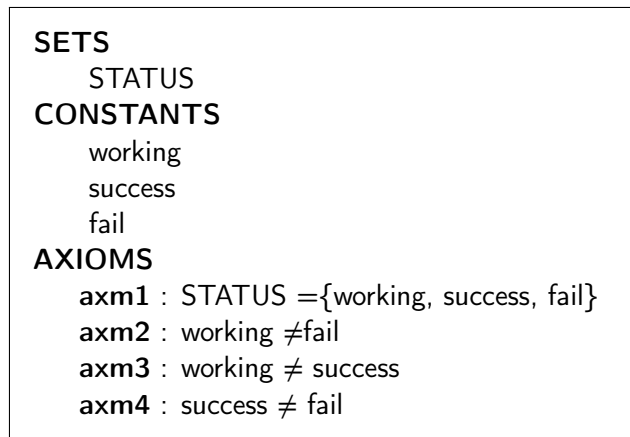 SETS
STATUS
CONSTANTS
working
success
fail
AXIOMS
axm1 : STATUS ={working, success, fail}
axm2 : working ≠fail
axm3 : working ≠ success
axm4 : success ≠ fail